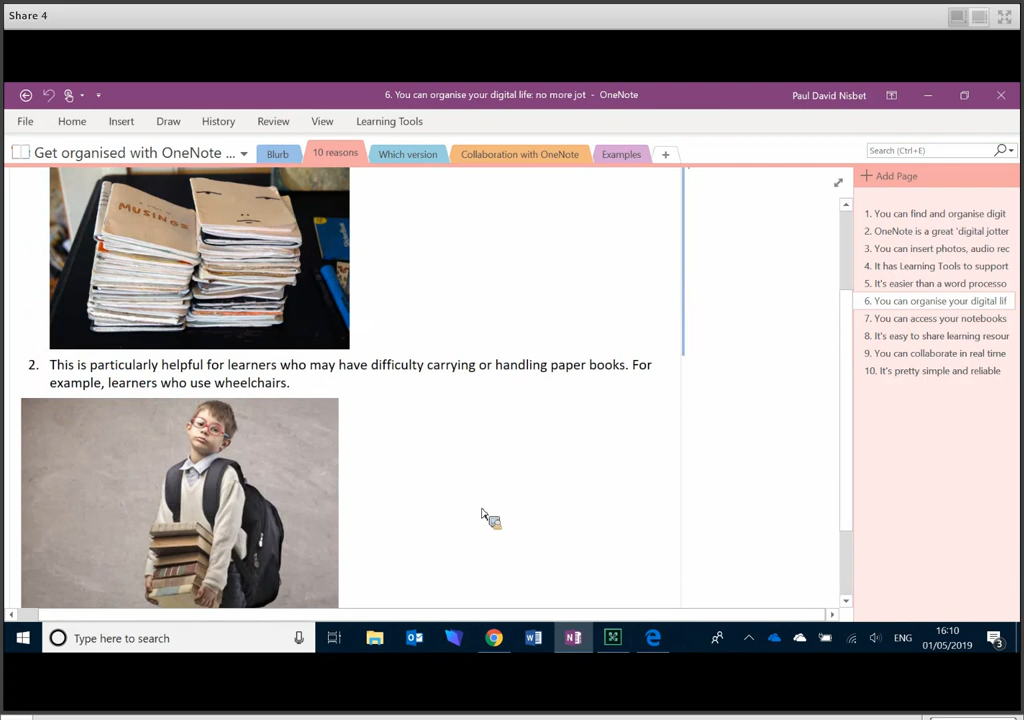 Share 4
6. You can organise your digital life: no more jot - OneNote
Paul David Nisbet
File Home Insert Draw History Review View Learning Tools
Get organised with OneNote ... Blurb 10 reasons Which version Collaboration with OneNote Examples
Search (Ctrl+E)
Add Page
1. You can find and organise digit
2. OneNote is a great 'digital jotter
3. You can insert photos, audio rec
4. It has Learning Tools to support
5. It's easier than a word processo
6. You can organise your digital lif
7. You can access your notebooks
8. It's easy to share learning resour
9. You can collaborate in real time
10. It's pretty simple and reliable
MUSINGS
2. This is particularly helpful for learners who may have difficulty carrying or handling paper books. For
example, learners who use wheelchairs.
Type here to search
ENG
16:10
01/05/2019
3